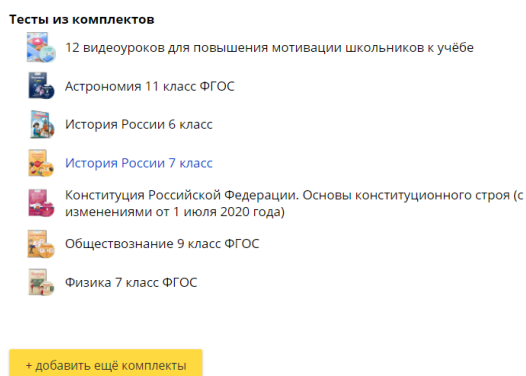 Тесты из комплектов
12 видеоуроков для повышения мотивации школьников к учёбе
Астрономия 11 класс ФГОС
История России 6 класс
История России 7 класс
Конституция Российской Федерации. Основы конституционного строя (с
изменениями от 1 июля 2020 года)
Обществознание 9 класс ФГОС
Физика 7 класс ФГОС
+ добавить ещё комплекты